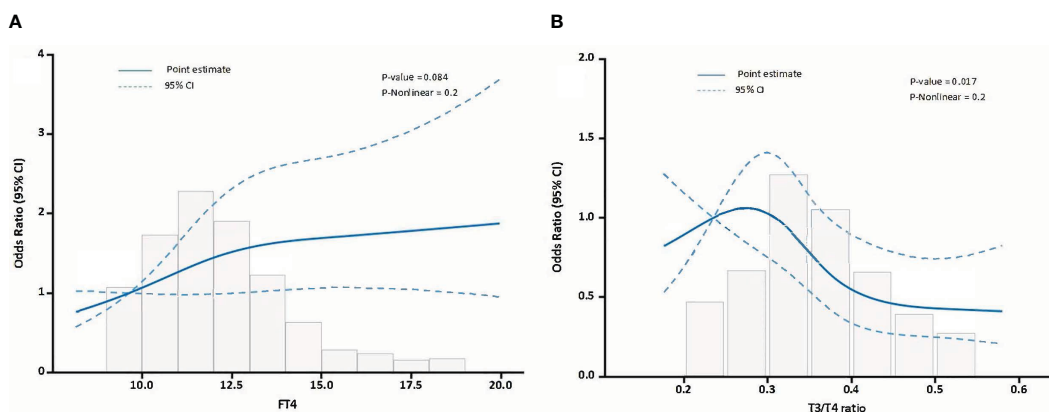 A
Point estimate
95% CI
P-value = 0.084
P-Nonlinear = 0.2
Odds Ratio (95% CI)
4
3
2
1
0
10.0 12.5 15.0 17.5 20.0
FT4
B
Point estimate
95% CI
P-value = 0.017
P-Nonlinear = 0.2
Odds Ratio (95% CI)
2.0
1.5
1.0
0.5
0.0
0.2 0.3 0.4 0.5 0.6
T3/T4 ratio